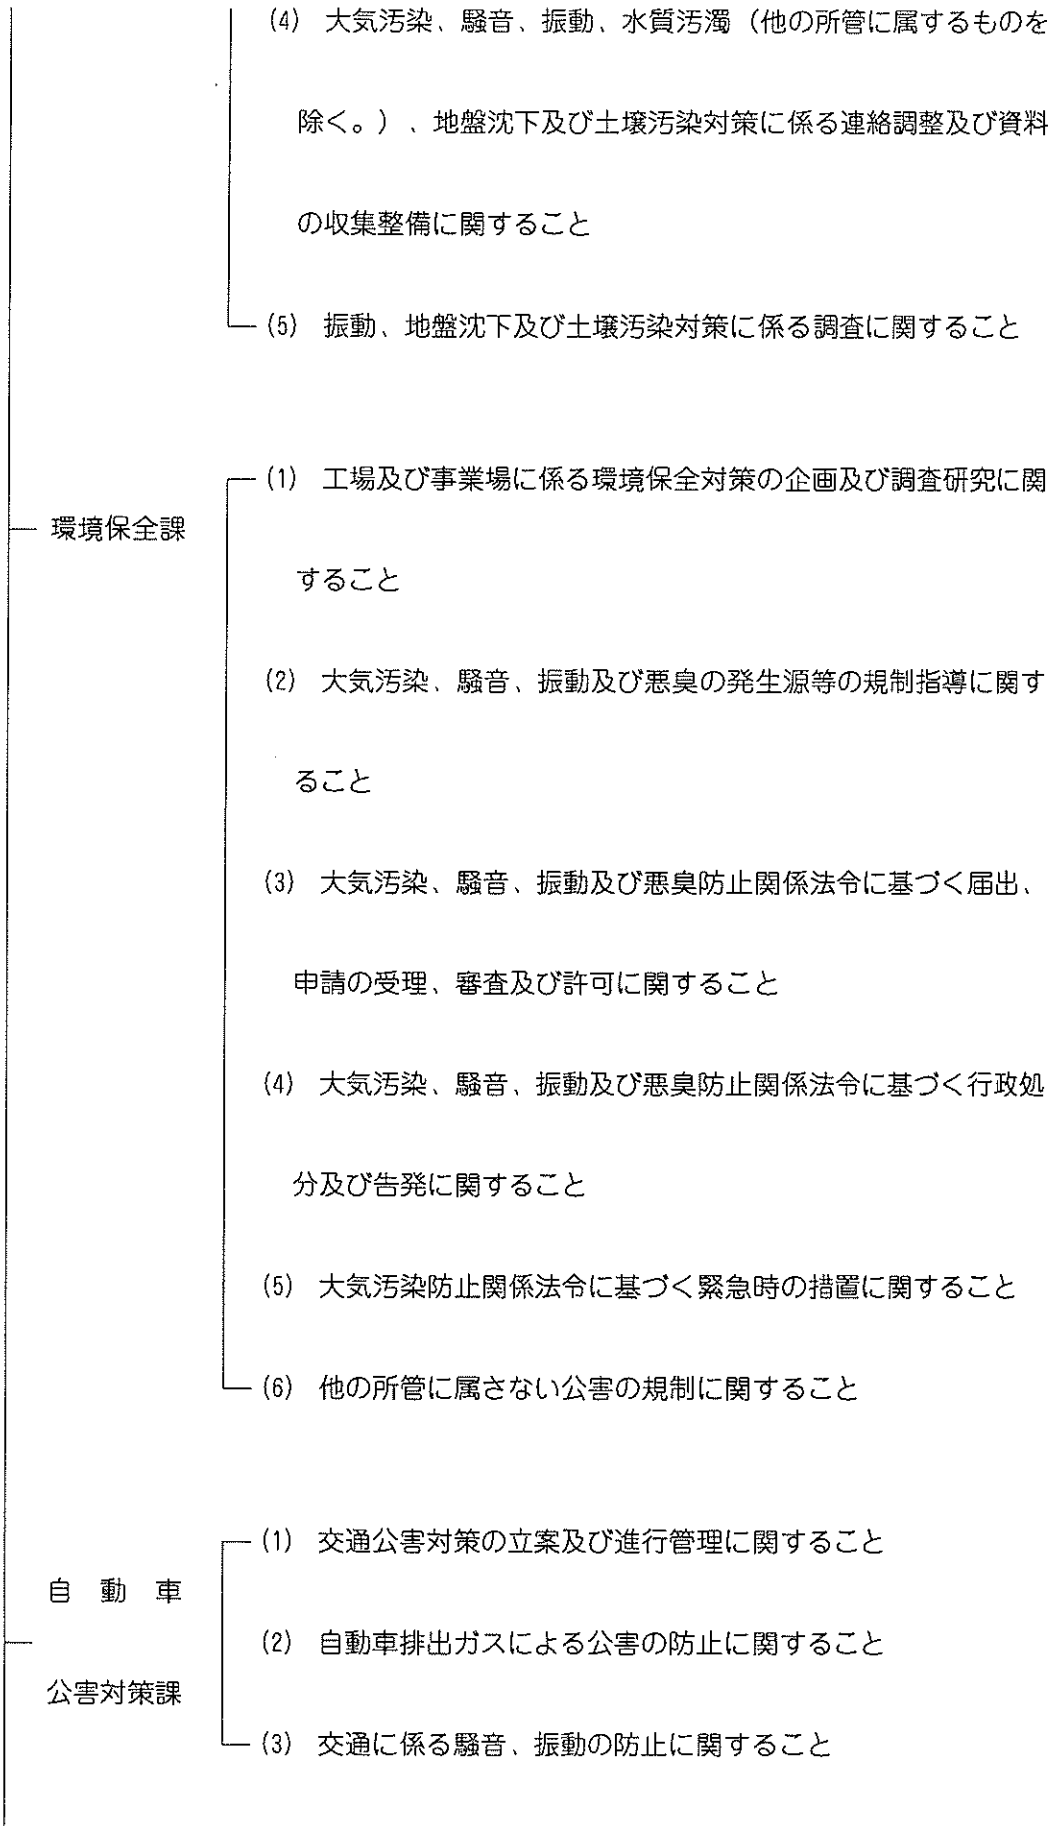 (4) 大気汚染、騒音、振動、水質汚濁（他の所管に属するものを
除く。）、地盤沈下及び土壌汚染対策に係る連絡調整及び資料
の収集整備に関すること
(5) 振動、地盤沈下及び土壌汚染対策に係る調査に関すること
環境保全課
(1) 工場及び事業場に係る環境保全対策の企画及び調査研究に関
すること
(2) 大気汚染、騒音、振動及び悪臭の発生源等の規制指導に関す
ること
(3) 大気汚染、騒音、振動及び悪臭防止関係法令に基づく届出、
申請の受理、審査及び許可に関すること
(4) 大気汚染、騒音、振動及び悪臭防止関係法令に基づく行政処
分及び告発に関すること
(5) 大気汚染防止関係法令に基づく緊急時の措置に関すること
(6) 他の所管に属さない公害の規制に関すること
自動車
公害対策課
(1) 交通公害対策の立案及び進行管理に関すること
(2) 自動車排出ガスによる公害の防止に関すること
(3) 交通に係る騒音、振動の防止に関すること